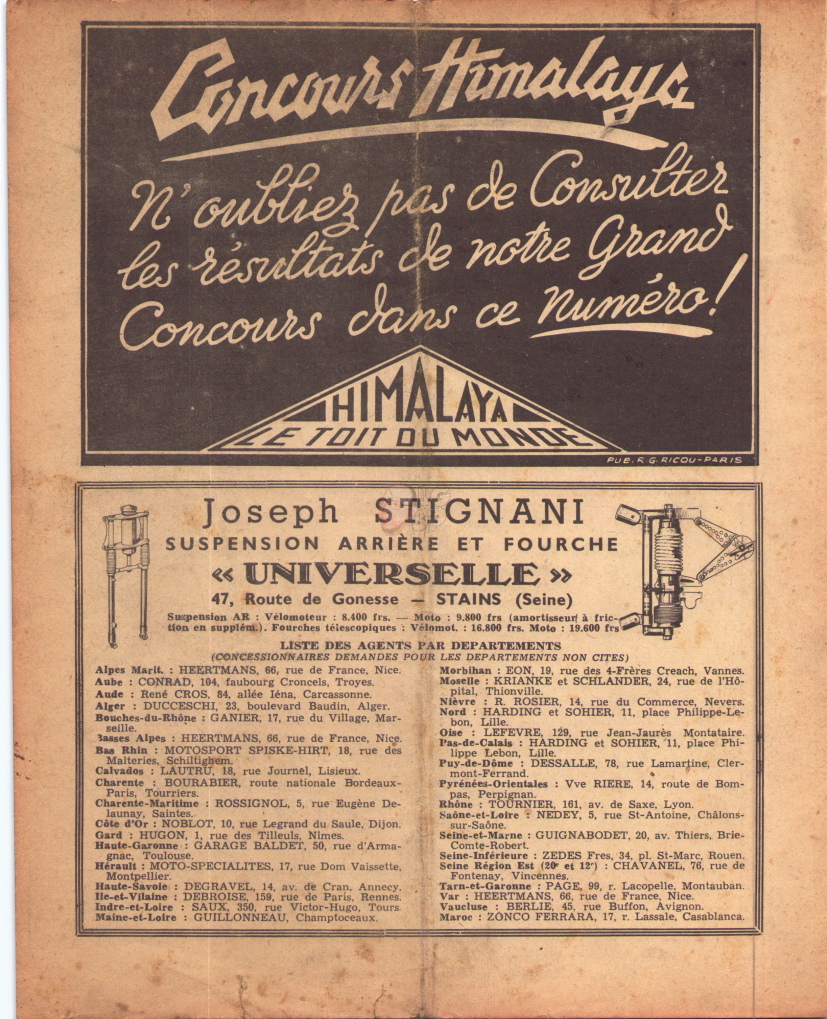 Concours Himalaya
N'oubliez pas de Consulter
les résultats de notre Grand
Concours dans ce Numéro!
HIMALAYA
LE TOIT DU MONDE
PUB. R. G. RICOU-PARIS
Joseph STIGNANI
SUSPENSION ARRIÈRE ET FOURCHE
« UNIVERSELLE »
47, Route de Gonesse — STAINS (Seine)
Suspension AR : Vélomoteur : 8.400 frs. — Moto : 9.800 frs (amortisseur à fric-
tion en supplém.). Fourches télescopiques : Vélomot. : 16.800 frs. Moto : 19.600 frs
LISTE DES AGENTS PAR DEPARTEMENTS
(CONCESSIONNAIRES DEMANDES POUR LES DEPARTEMENTS NON CITES)
Alpes Marit. : HEERTMANS, 66, rue de France, Nice.
Aube : CONRAD, 104, faubourg Croncels, Troyes.
Aude : René CROS, 84, allée Iéna, Carcassonne.
Alger : DUCCESCHI, 23, boulevard Baudin, Alger.
Bouches-du-Rhône : GANIER, 17, rue du Village, Mar-
seille.
Basses Alpes : HEERTMANS, 66, rue de France, Nice.
Bas Rhin : MOTOSPORT SPISKE-HIRT, 18, rue des
Malteries, Schiltighem.
Calvados : LAUTRU, 18, rue Journel, Lisieux.
Charente : BOURABIER, route nationale Bordeaux-
Paris, Tourriers.
Charente-Maritime : ROSSIGNOL, 5, rue Eugène De-
launay, Saintes.
Côte d'Or : NOBLOT, 10, rue Legrand du Saule, Dijon.
Gard : HUGON, 1, rue des Tilleuls, Nîmes.
Haute-Garonne : GARAGE BALDET, 50, rue d'Arma-
gnac, Toulouse.
Hérault : MOTO-SPECIALITES, 17, rue Dom Vaissette,
Montpellier.
Haute-Savoie : DEGRAVEL, 14, av. de Cran, Annecy.
Ile-et-Vilaine : DEBROISE, 159, rue de Paris, Rennes.
Indre-et-Loire : SAUX, 350, rue Victor-Hugo, Tours.
Maine-et-Loire : GUILLONNEAU, Champtoceaux.
Morbihan : EON, 19, rue des 4-Frères Creach, Vannes.
Moselle : KRIANKE et SCHLANDER, 24, rue de l'Hô-
pital, Thionville.
Nièvre : R. ROSIER, 14, rue du Commerce, Nevers.
Nord : HARDING et SOHIER, 11, place Philippe-Le-
bon, Lille.
Oise : LEFEVRE, 129, rue Jean-Jaurès Montataire.
Pas-de-Calais : HARDING et SOHIER, 11, place Phi-
lippe Lebon, Lille.
Puy-de-Dôme : DESSALLE, 78, rue Lamartine, Cler-
mont-Ferrand.
Pyrénées-Orientales : Vve RIERE, 14, route de Bom-
pas, Perpignan.
Rhône : TOURNIER, 161, av. de Saxe, Lyon.
Saône-et-Loire : NEDEY, 5, rue St-Antoine, Châlons-
sur-Saône.
Seine-et-Marne : GUIGNABODET, 20, av. Thiers, Brie-
Comte-Robert.
Seine-Inférieure : ZEDES Fres, 34, pl. St-Marc, Rouen.
Seine Région Est (20e et 12e) : CHAVANEL, 76, rue de
Fontenay, Vincennes.
Tarn-et-Garonne : PAGE, 99, r. Lacopelle, Montauban.
Var : HEERTMANS, 66, rue de France, Nice.
Vaucluse : BERLIE, 45, rue Buffon, Avignon.
Maroc : ZONCO FERRARA, 17, r. Lassale, Casablanca.